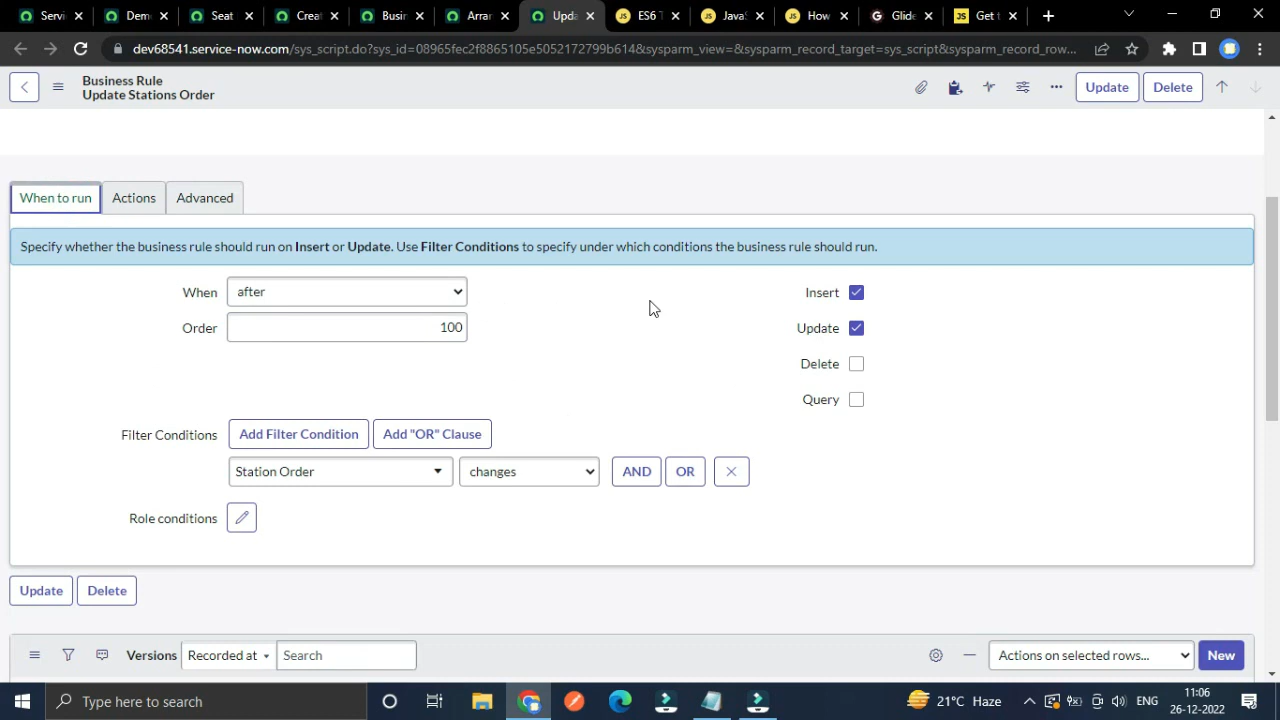 Servi
Dem
Seat
Creat
Busin
Arran
Upda
ES6 T
JavaS
How
Glide
Get t
dev68541.service-now.com/sys_script.do?sys_id=08965fec2f8865105e5052172799b614&sysparm_view=&sysparm_record_target=sys_script&sysparm_record_row...
Business Rule
Update Stations Order
Update
Delete
When to run
Actions
Advanced
Specify whether the business rule should run on Insert or Update. Use Filter Conditions to specify under which conditions the business rule should run.
When
after
Insert
Order
100
Update
Delete
Query
Filter Conditions
Add Filter Condition
Add "OR" Clause
Station Order
changes
AND
OR
Role conditions
Update
Delete
Versions
Recorded at
Search
Actions on selected rows...
New
Type here to search
21°C Haze
ENG
11:06
26-12-2022